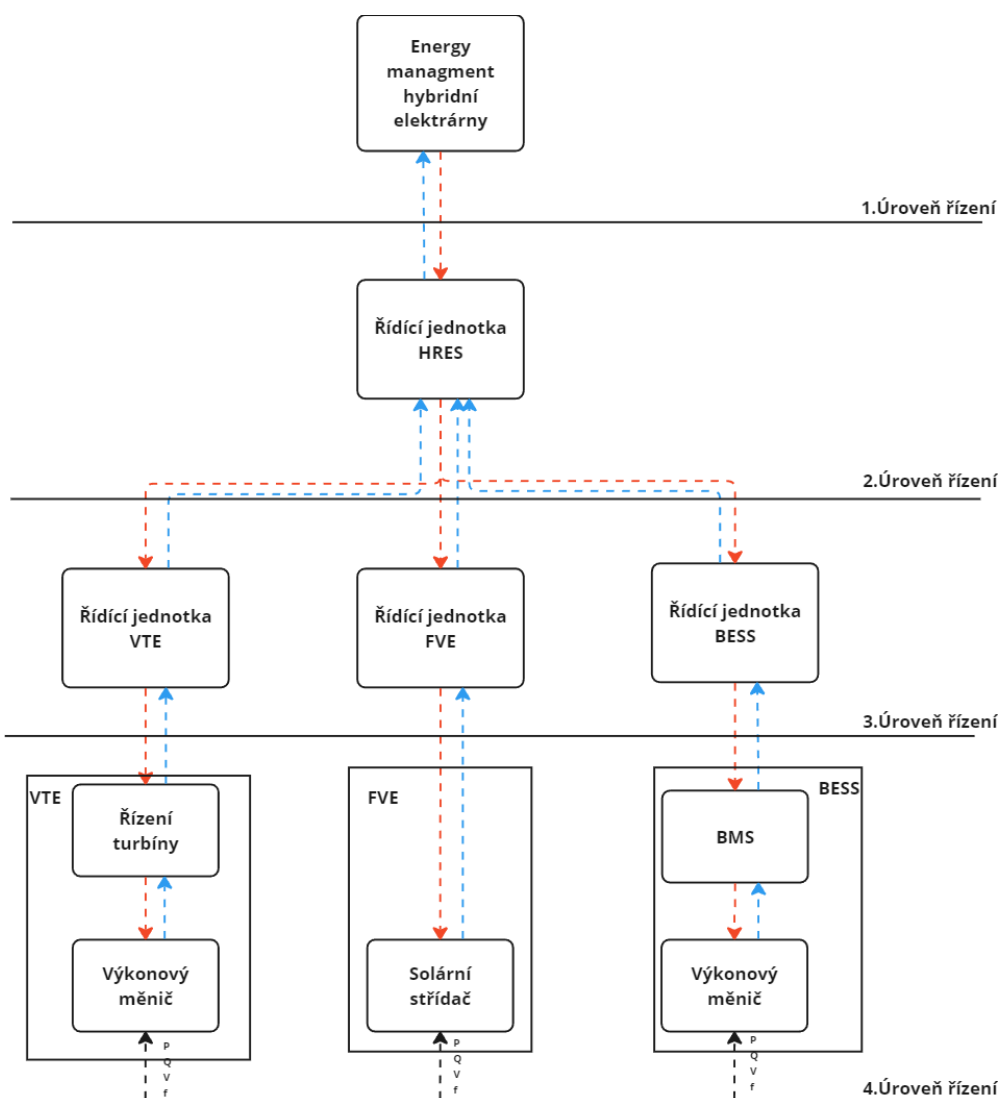 Energy
managment
hybridní
elektrárny
1.Úroveň řízení
Řídící jednotka
HRES
2.Úroveň řízení
Řídící jednotka
VTE
Řídící jednotka
FVE
Řídící jednotka
BESS
3.Úroveň řízení
VTE
Řízení
turbíny
FVE
BESS
BMS
Výkonový
měnič
Solární
střídač
Výkonový
měnič
P
Q
V
f
P
Q
V
f
P
Q
V
f
4.Úroveň řízení